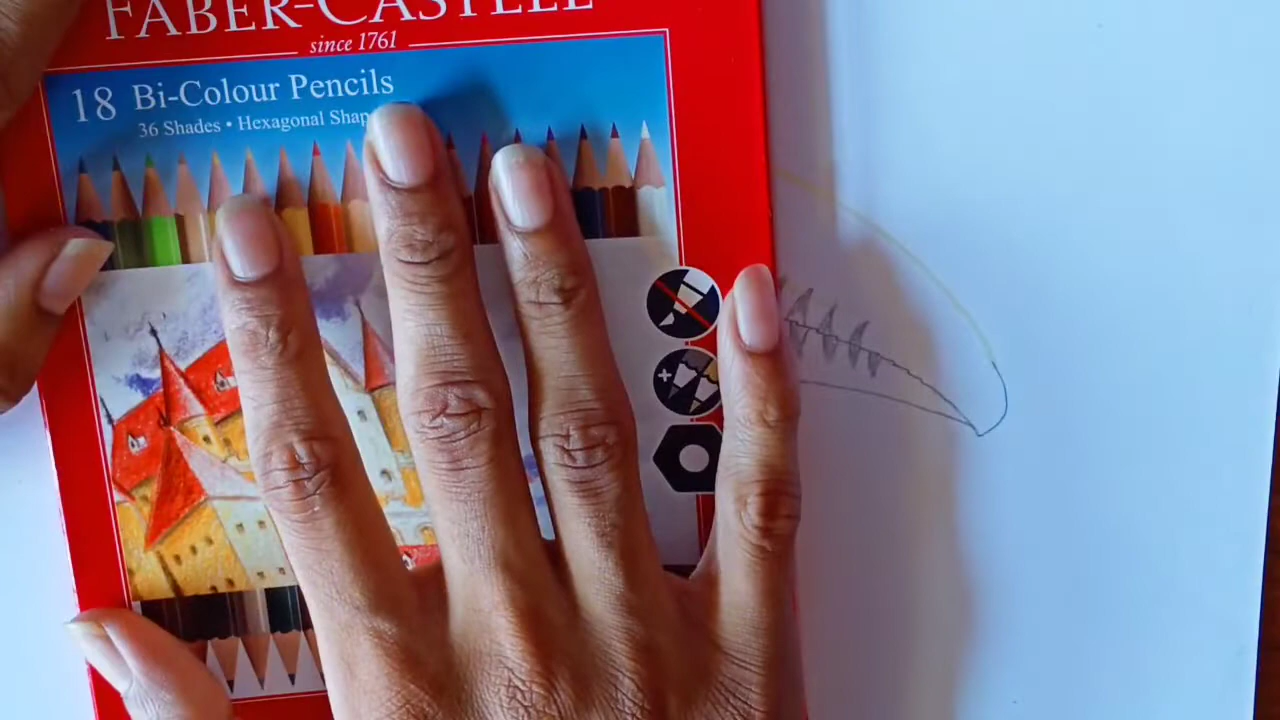 FABER-CASTELL
since 1761
18 Bi-Colour Pencils
36 Shades • Hexagonal